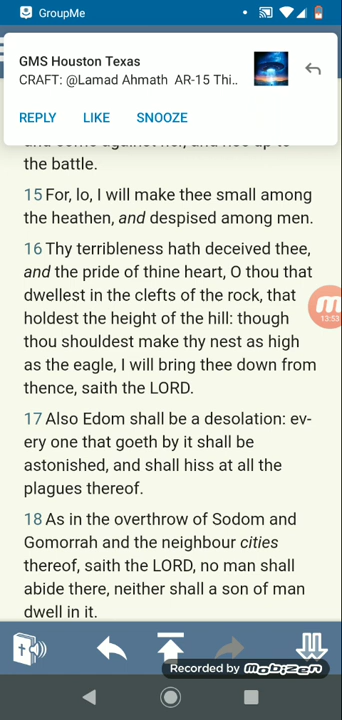 GroupMe
GMS Houston Texas
CRAFT: @Lamad Ahmath AR-15 Thi..
REPLY LIKE SNOOZE
the battle.
15 For, lo, I will make thee small among
the heathen, and despised among men.
16 Thy terribleness hath deceived thee,
and the pride of thine heart, O thou that
dwellest in the clefts of the rock, that
holdest the height of the hill: though
thou shouldest make thy nest as high
as the eagle, I will bring thee down from
thence, saith the LORD.
17 Also Edom shall be a desolation: ev-
ery one that goeth by it shall be
astonished, and shall hiss at all the
plagues thereof.
18 As in the overthrow of Sodom and
Gomorrah and the neighbour cities
thereof, saith the LORD, no man shall
abide there, neither shall a son of man
dwell in it.
13:53
Recorded by mobizen